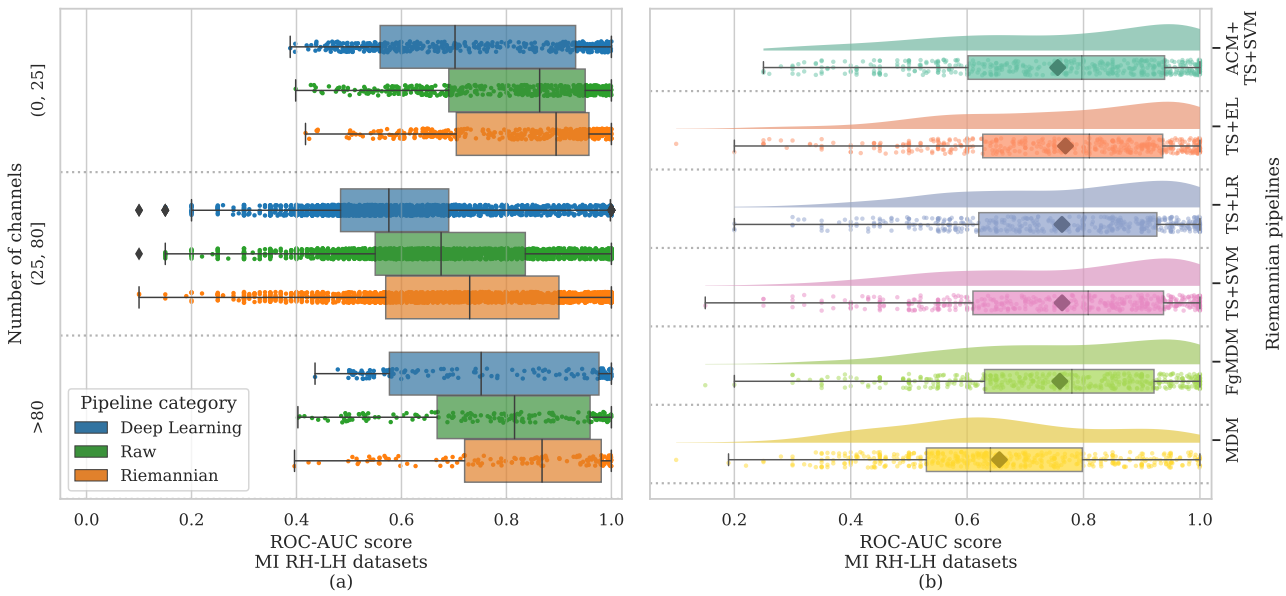 Number of channels
(0, 25]
(25, 80]
>80
Pipeline category
Deep Learning
Raw
Riemannian
0.0 0.2 0.4 0.6 0.8 1.0
ROC-AUC score
MI RH-LH datasets
(a)
ACM+
TS+SVM
TS+EL
TS+LR
TS+SVM
FgMDM
MDM
Riemannian pipelines
0.2 0.4 0.6 0.8 1.0
ROC-AUC score
MI RH-LH datasets
(b)